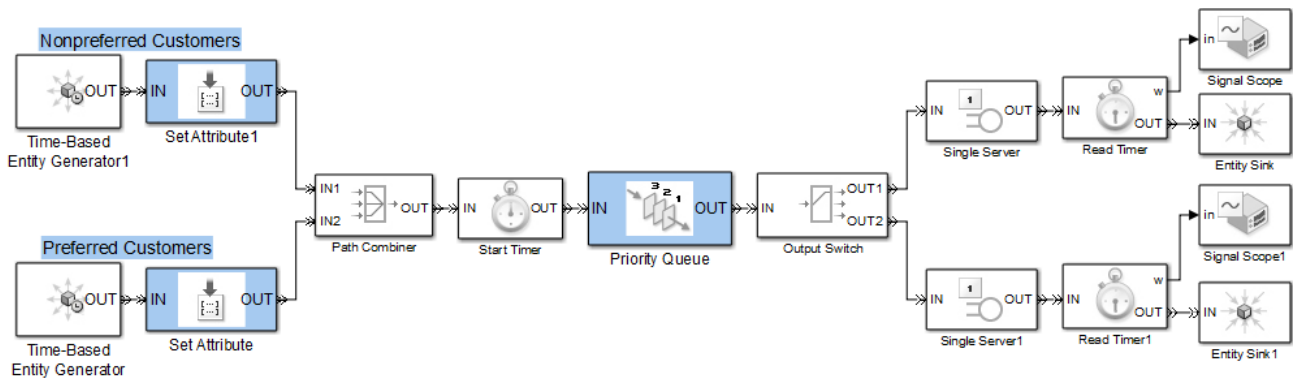 Nonpreferred Customers
OUT
Time-Based
Entity Generator1
IN
[...]
OUT
Set Attribute1
Preferred Customers
OUT
Time-Based
Entity Generator
IN
[...]
OUT
Set Attribute
IN1
IN2
OUT
Path Combiner
IN
OUT
Start Timer
IN
3 2 1
OUT
Priority Queue
IN
OUT1
OUT2
Output Switch
IN
1
OUT
Single Server
IN
w
OUT
Read Timer
in
Signal Scope
IN
Entity Sink
IN
1
OUT
Single Server1
IN
w
OUT
Read Timer1
in
Signal Scope1
IN
Entity Sink1